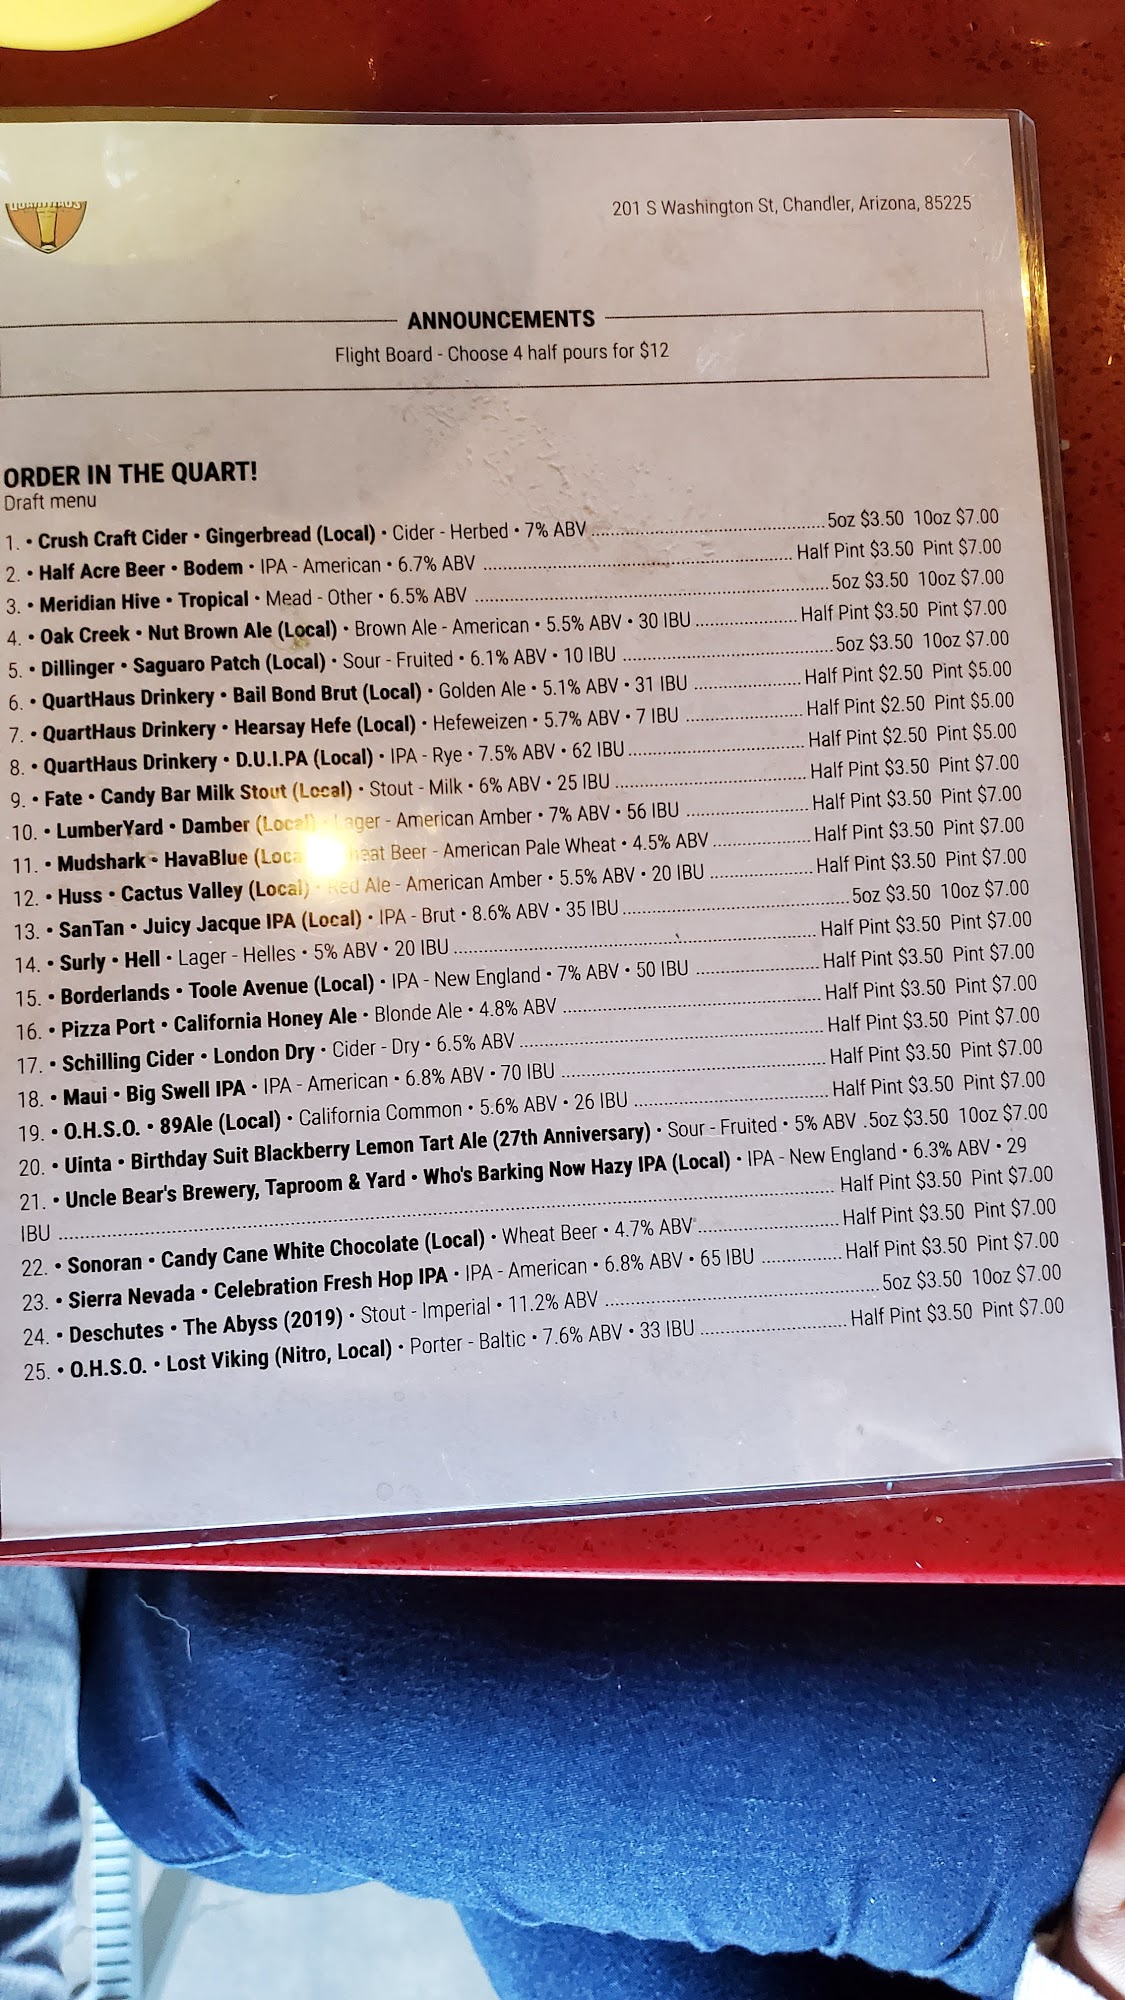 201 S Washington St, Chandler, Arizona, 85225
ANNOUNCEMENTS
Flight Board - Choose 4 half pours for $12
ORDER IN THE QUART!
Draft menu
1. • Crush Craft Cider • Gingerbread (Local) • Cider - Herbed • 7% ABV 5oz $3.50 10oz $7.00
2. • Half Acre Beer • Bodem • IPA - American • 6.7% ABV Half Pint $3.50 Pint $7.00
3. • Meridian Hive • Tropical • Mead - Other • 6.5% ABV 5oz $3.50 10oz $7.00
4. • Oak Creek • Nut Brown Ale (Local) • Brown Ale - American • 5.5% ABV • 30 IBU Half Pint $3.50 Pint $7.00
5. • Dillinger • Saguaro Patch (Local) • Sour - Fruited • 6.1% ABV • 10 IBU 5oz $3.50 10oz $7.00
6. • QuartHaus Drinkery • Bail Bond Brut (Local) • Golden Ale • 5.1% ABV • 31 IBU Half Pint $2.50 Pint $5.00
7. • QuartHaus Drinkery • Hearsay Hefe (Local) • Hefeweizen • 5.7% ABV • 7 IBU Half Pint $2.50 Pint $5.00
8. • QuartHaus Drinkery • D.U.I.PA (Local) • IPA - Rye • 7.5% ABV • 62 IBU Half Pint $2.50 Pint $5.00
9. • Fate • Candy Bar Milk Stout (Local) • Stout - Milk • 6% ABV • 25 IBU Half Pint $3.50 Pint $7.00
10. • LumberYard • Damber (Local) • Lager - American Amber • 7% ABV • 56 IBU Half Pint $3.50 Pint $7.00
11. • Mudshark • HavaBlue (Local) • Wheat Beer - American Pale Wheat • 4.5% ABV Half Pint $3.50 Pint $7.00
12. • Huss • Cactus Valley (Local) • Red Ale - American Amber • 5.5% ABV • 20 IBU Half Pint $3.50 Pint $7.00
13. • SanTan • Juicy Jacque IPA (Local) • IPA - Brut • 8.6% ABV • 35 IBU 5oz $3.50 10oz $7.00
14. • Surly • Hell • Lager - Helles • 5% ABV • 20 IBU Half Pint $3.50 Pint $7.00
15. • Borderlands • Toole Avenue (Local) • IPA - New England • 7% ABV • 50 IBU Half Pint $3.50 Pint $7.00
16. • Pizza Port • California Honey Ale • Blonde Ale • 4.8% ABV Half Pint $3.50 Pint $7.00
17. • Schilling Cider • London Dry • Cider - Dry • 6.5% ABV Half Pint $3.50 Pint $7.00
18. • Maui • Big Swell IPA • IPA - American • 6.8% ABV • 70 IBU Half Pint $3.50 Pint $7.00
19. • O.H.S.O. • 89Ale (Local) • California Common • 5.6% ABV • 26 IBU Half Pint $3.50 Pint $7.00
20. • Uinta • Birthday Suit Blackberry Lemon Tart Ale (27th Anniversary) • Sour - Fruited • 5% ABV .5oz $3.50 10oz $7.00
21. • Uncle Bear's Brewery, Taproom & Yard • Who's Barking Now Hazy IPA (Local) • IPA - New England • 6.3% ABV • 29
IBU Half Pint $3.50 Pint $7.00
22. • Sonoran • Candy Cane White Chocolate (Local) • Wheat Beer • 4.7% ABV Half Pint $3.50 Pint $7.00
23. • Sierra Nevada • Celebration Fresh Hop IPA • IPA - American • 6.8% ABV • 65 IBU Half Pint $3.50 Pint $7.00
24. • Deschutes • The Abyss (2019) • Stout - Imperial • 11.2% ABV 5oz $3.50 10oz $7.00
25. • O.H.S.O. • Lost Viking (Nitro, Local) • Porter - Baltic • 7.6% ABV • 33 IBU Half Pint $3.50 Pint $7.00